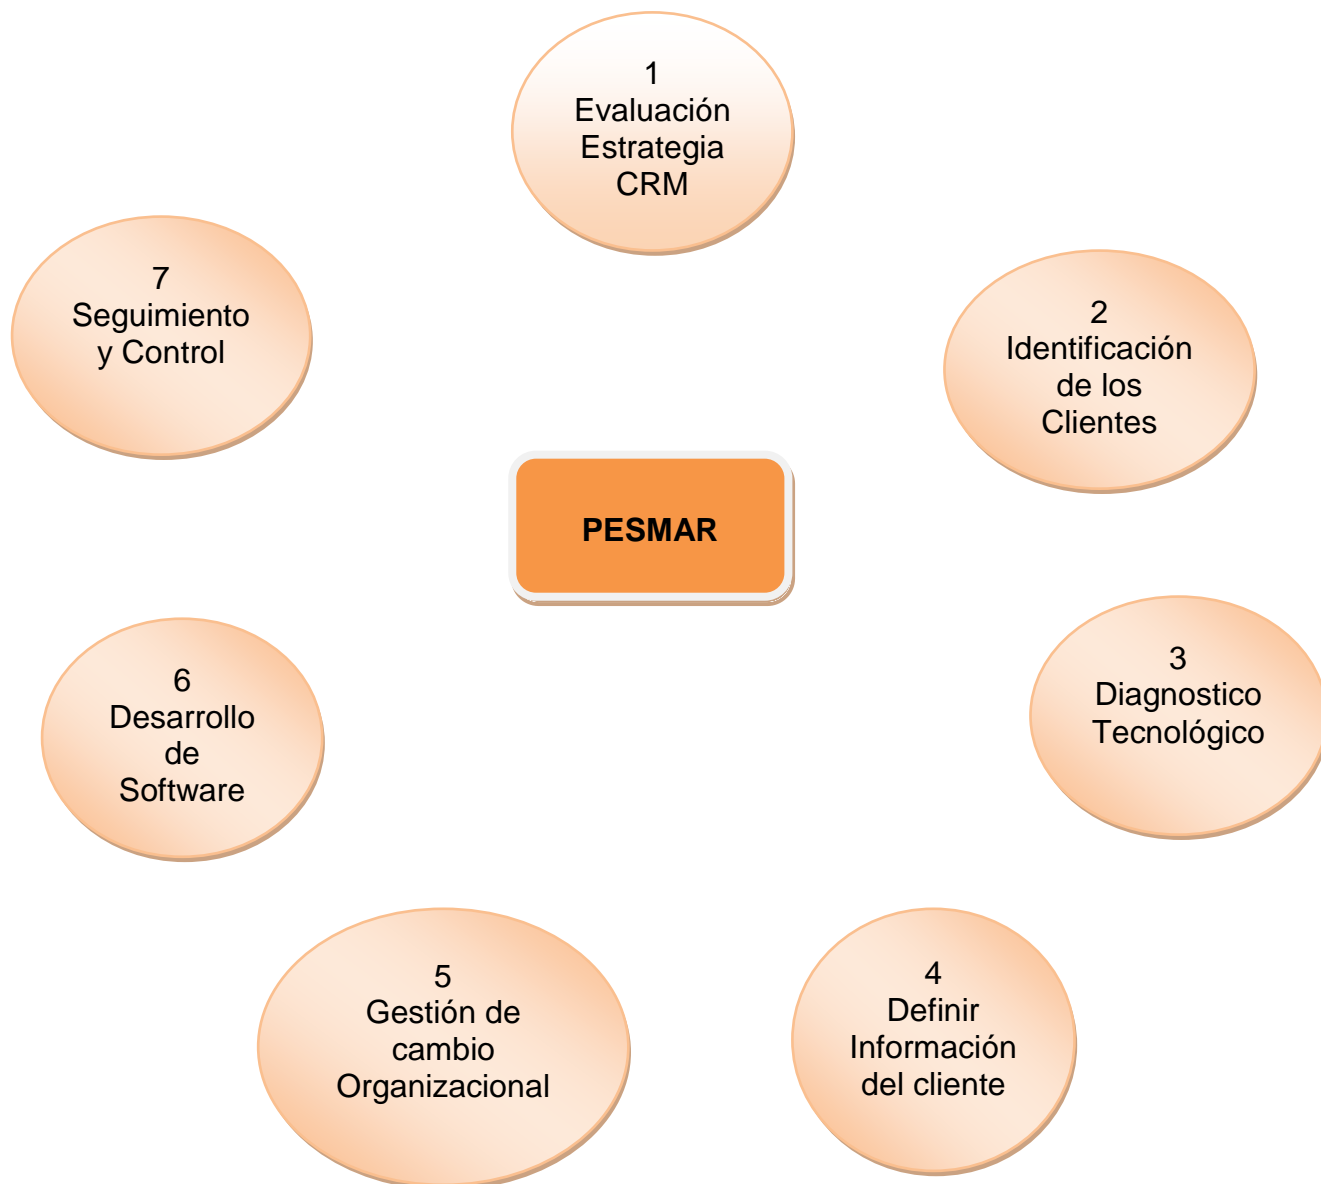 1
Evaluación
Estrategia
CRM
2
Identificación
de los
Clientes
3
Diagnostico
Tecnológico
4
Definir
Información
del cliente
5
Gestión de
cambio
Organizacional
6
Desarrollo
de
Software
7
Seguimiento
y Control
PESMAR